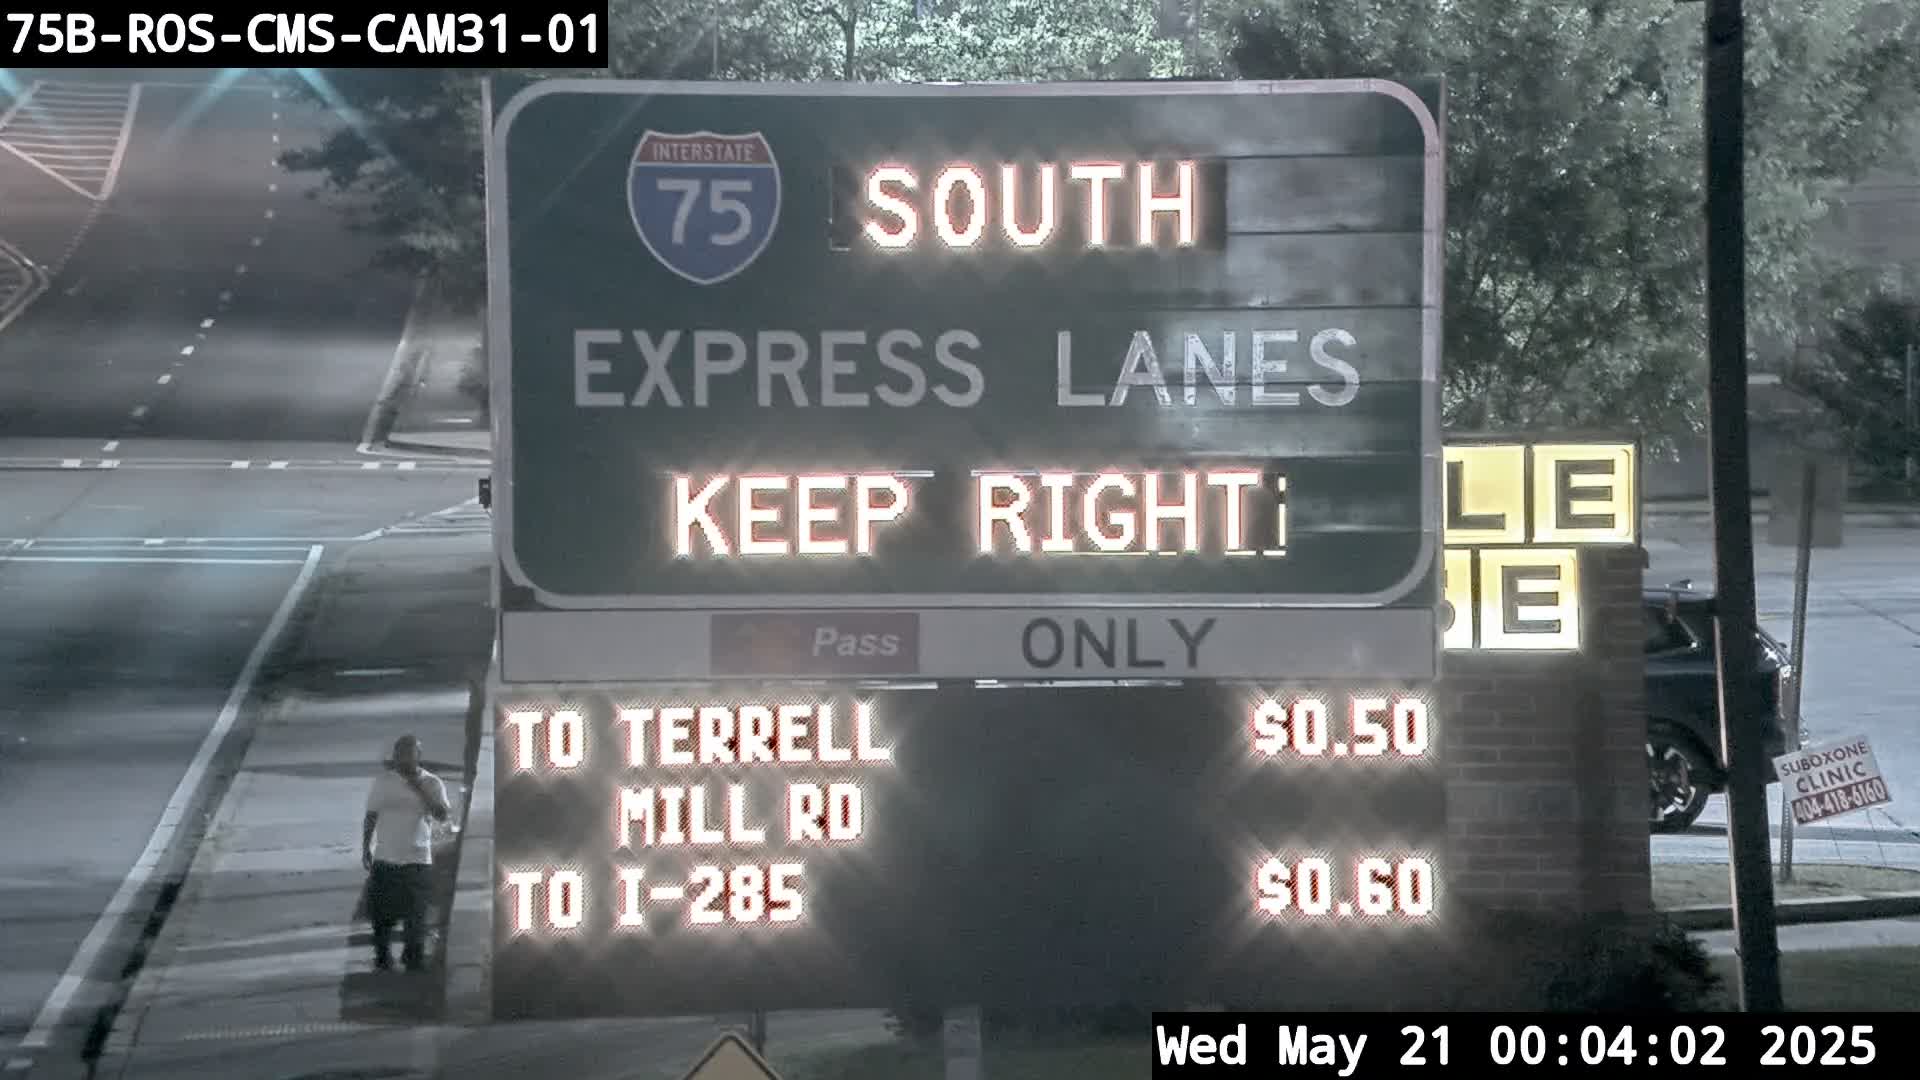 75B-ROS-CMS-CAM31-01
INTERSTATE
75
SOUTH
EXPRESS LANES
KEEP RIGHT
Pass ONLY
TO TERRELL $0.50
MILL RD
TO I-285 $0.60
LE
E
SUBOXONE
CLINIC
404-418-6160
Wed May 21 00:04:02 2025